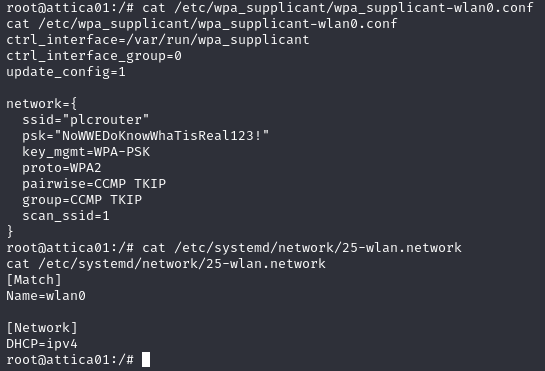 root@attica01:/# cat /etc/wpa_supplicant/wpa_supplicant-wlan0.conf
cat /etc/wpa_supplicant/wpa_supplicant-wlan0.conf
ctrl_interface=/var/run/wpa_supplicant
ctrl_interface_group=0
update_config=1

network={
  ssid="plcrouter"
  psk="NoWWEDoKnowWhaTisReal123!"
  key_mgmt=WPA-PSK
  proto=WPA2
  pairwise=CCMP TKIP
  group=CCMP TKIP
  scan_ssid=1
}
root@attica01:/# cat /etc/systemd/network/25-wlan.network
cat /etc/systemd/network/25-wlan.network
[Match]
Name=wlan0

[Network]
DHCP=ipv4
root@attica01:/#